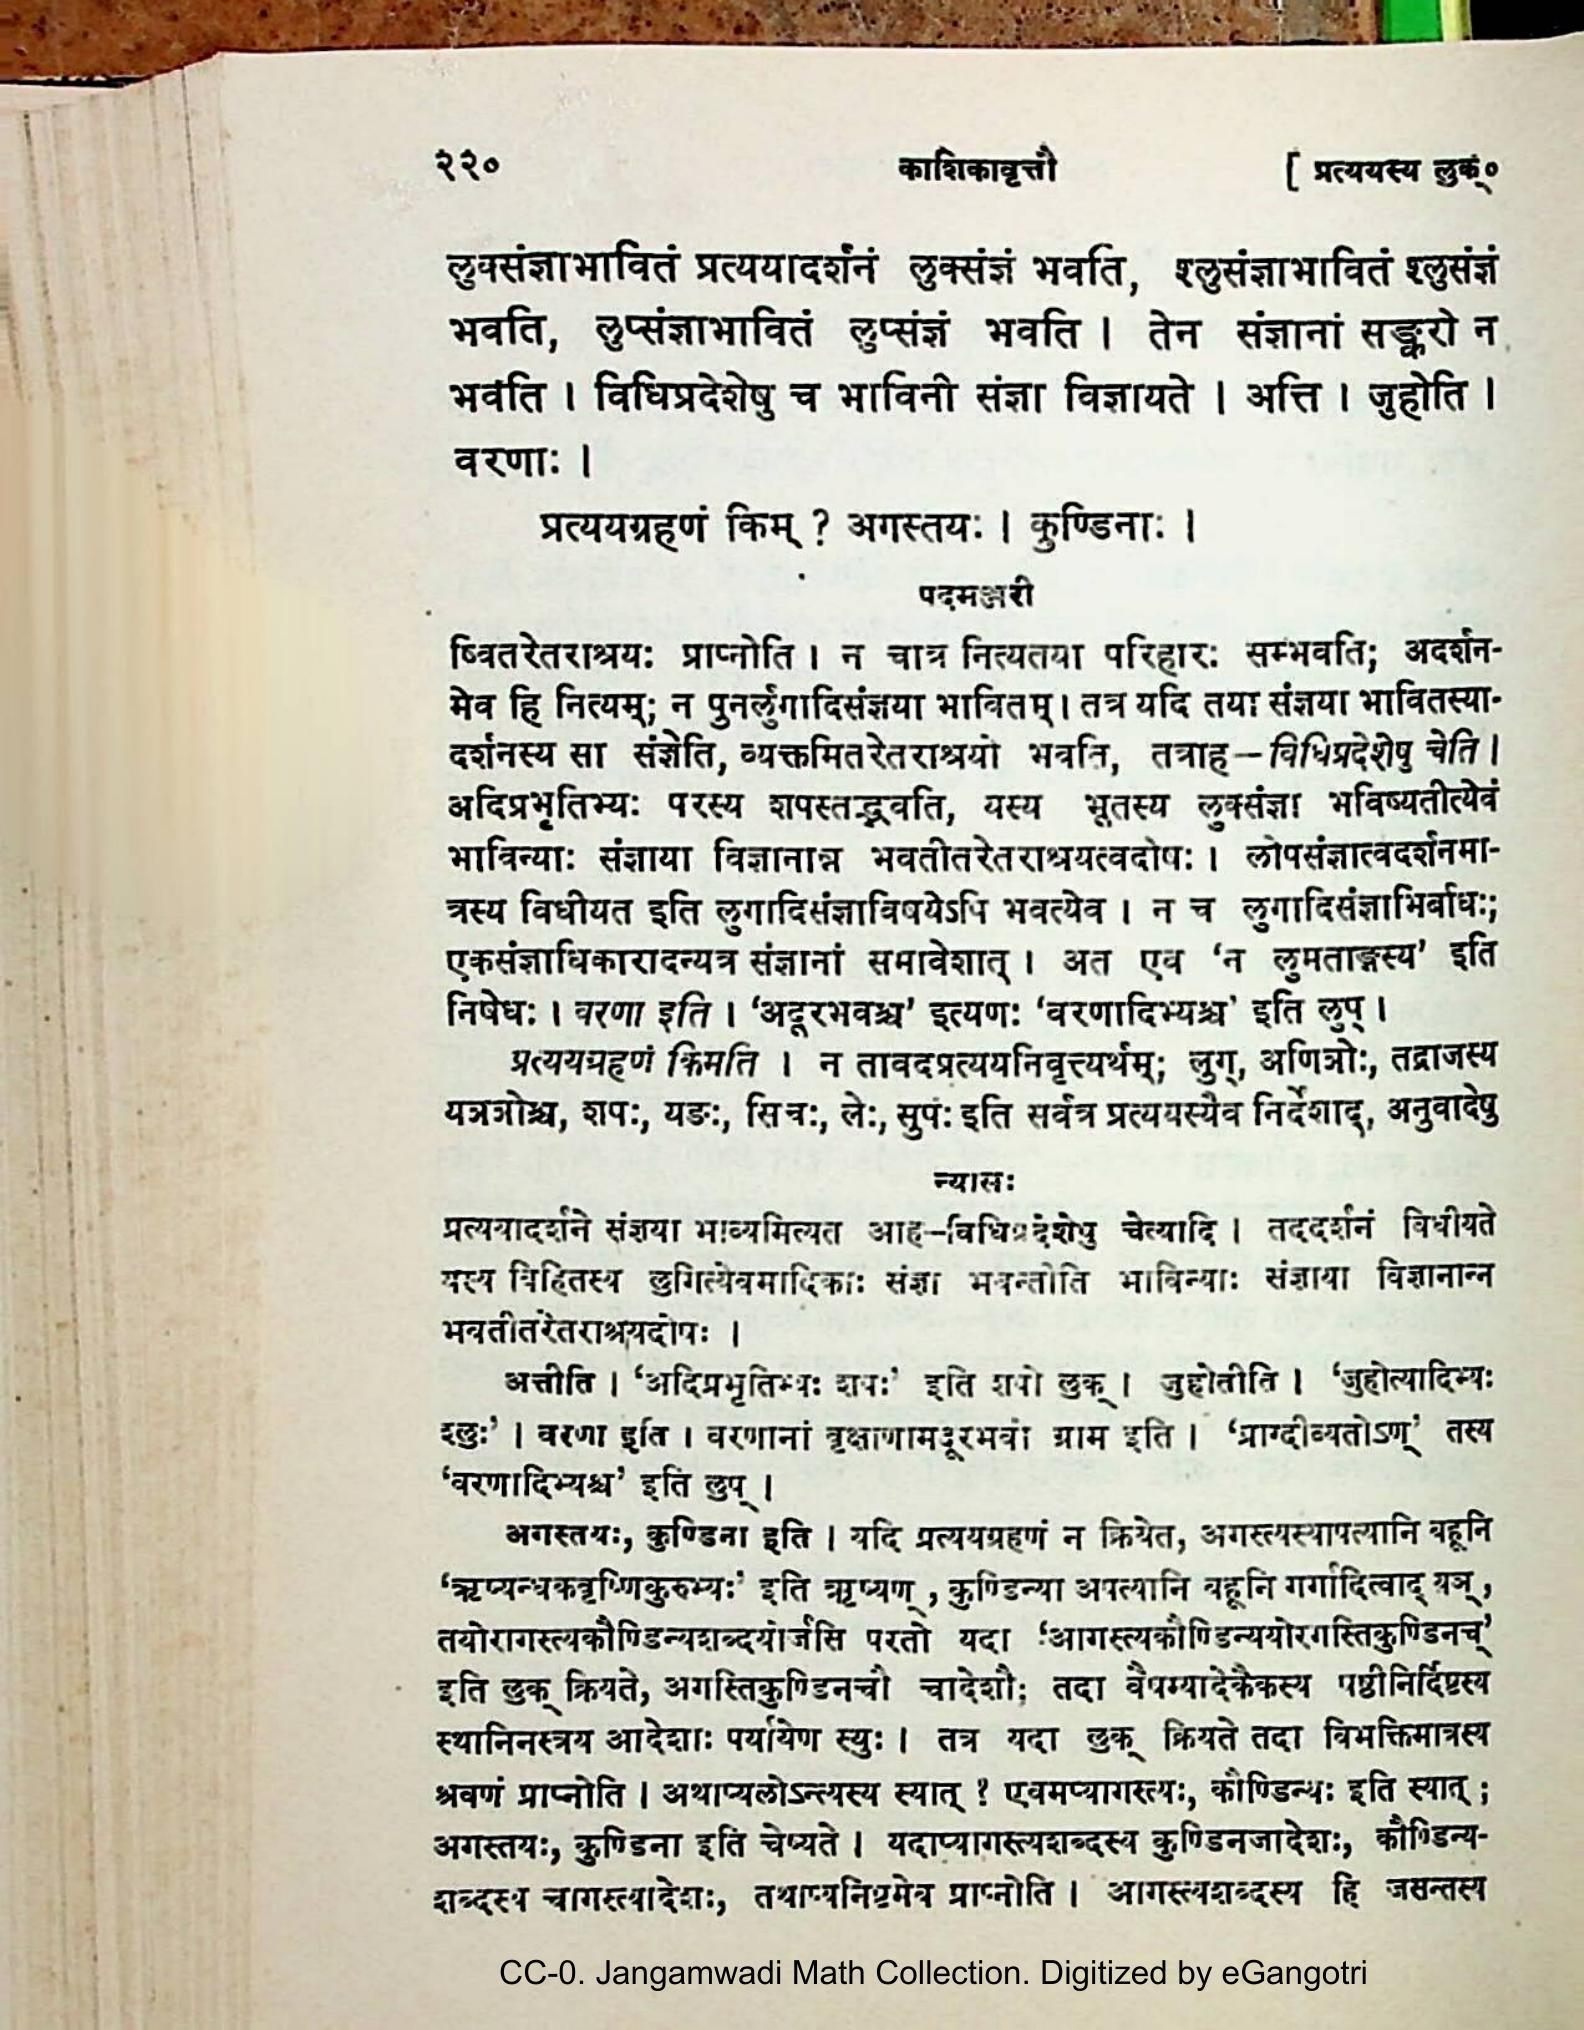 २२० काशिकावृत्तौ [ प्रत्ययस्य लुक्०
लुक्संज्ञाभावितं प्रत्ययादर्शनं लुक्संज्ञं भवति, श्लुसंज्ञाभावितं श्लुसंज्ञं
भवति, लुप्संज्ञाभावितं लुप्संज्ञं भवति । तेन संज्ञानां सङ्करो न
भवति । विधिप्रदेशेषु च भाविनी संज्ञा विज्ञायते । अत्ति । जुहोति ।
वरणाः ।
प्रत्ययग्रहणं किम् ? अगस्तयः । कुण्डिनाः ।
पदमञ्जरी
ष्वितरेतराश्रयः प्राप्नोति । न चात्र नित्यतया परिहारः सम्भवति; अदर्शन-
मेव हि नित्यम्; न पुनर्लुगादिसंज्ञया भावितम् । तत्र यदि तया संज्ञया भावितस्या-
दर्शनस्य सा संज्ञेति, व्यक्तमितरेतराश्रयो भवति, तत्राह – विधिप्रदेशेषु चेति ।
अदिप्रभृतिभ्यः परस्य शपस्तद्भवति, यस्य भूतस्य लुक्संज्ञा भविष्यतीत्येवं
भाविन्याः संज्ञाया विज्ञानान्न भवतीतरेतराश्रयत्वदोषः । लोपसंज्ञात्वदर्शनमा-
त्रस्य विधीयत इति लुगादिसंज्ञाविषयेऽपि भवत्येव । न च लुगादिसंज्ञाभिर्बाधः;
एकसंज्ञाधिकारादन्यत्र संज्ञानां समावेशात् । अत एव ‘न लुमताङ्गस्य’ इति
निषेधः । वरणा इति । ‘अदूरभवश्च’ इत्यणः ‘वरणादिभ्यश्च’ इति लुप् ।
प्रत्ययग्रहणं किमति । न तावदप्रत्ययनिवृत्त्यर्थम्; लुग्, अणिञोः, तद्राजस्य
यञञोश्च, शपः, यङः, सिचः, लेः, सुपः इति सर्वत्र प्रत्ययस्यैव निर्देशाद्, अनुवादेषु
न्यासः
प्रत्ययादर्शने संज्ञया भाव्यमित्यत आह–विधिप्रदेशेषु चेत्यादि । तददर्शनं विधीयते
यस्य विहितस्य लुगित्येवमादिकाः संज्ञा भवन्तीति भाविन्याः संज्ञाया विज्ञानान्न
भवतीतरेतराश्रयदोषः ।
अत्तीति । ‘अदिप्रभृतिभ्यः शपः’ इति शपो लुक् । जुहोतीति । ‘जुहोत्यादिभ्यः
श्लुः’ । वरणा इति । वरणानां वृक्षाणामदूरभवो ग्राम इति । ‘प्राग्दीव्यतोऽण्’ तस्य
‘वरणादिभ्यश्च’ इति लुप् ।
अगस्तयः, कुण्डिना इति । यदि प्रत्ययग्रहणं न क्रियेत, अगस्त्यस्यापत्यानि बहूनि
‘ऋष्यन्धकवृष्णिकुरुभ्यः’ इति ऋष्यण् , कुण्डिन्या अपत्यानि बहूनि गर्गादित्वाद् यञ् ,
तयोरागस्त्यकौण्डिन्यशब्दयोर्जसि परतो यदा ‘आगस्त्यकौण्डिन्ययोरगस्तिकुण्डिनच्’
इति लुक् क्रियते, अगस्तिकुण्डिनचौ चादेशौ; तदा वैषम्यादेकैकस्य षष्ठीनिर्दिष्टस्य
स्थानिनस्त्रय आदेशाः पर्यायेण स्युः । तत्र यदा लुक् क्रियते तदा विभक्तिमात्रस्य
श्रवणं प्राप्नोति । अथाप्यलोऽन्त्यस्य स्यात् ? एवमप्यागस्त्यः, कौण्डिन्यः इति स्यात् ;
अगस्तयः, कुण्डिना इति चेष्यते । यदाप्यागस्त्यशब्दस्य कुण्डिनजादेशः, कौण्डिन्य-
शब्दस्य चागस्त्यादेशः, तथाप्यनिष्टमेव प्राप्नोति । आगस्त्यशब्दस्य हि जसन्तस्य
CC-0. Jangamwadi Math Collection. Digitized by eGangotri